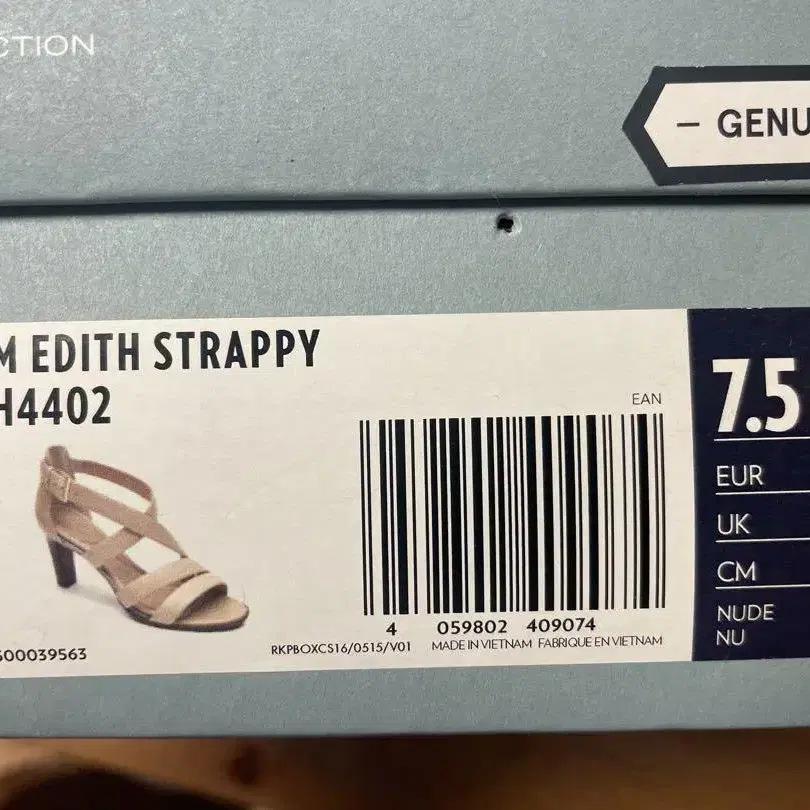 CTION
– GENU
M EDITH STRAPPY
H4402
EAN
7.5
EUR
UK
CM
NUDE
NU
4 059802 409074
500039563
RKPBOXCS16/0515/V01
MADE IN VIETNAM FABRIQUE EN VIETNAM